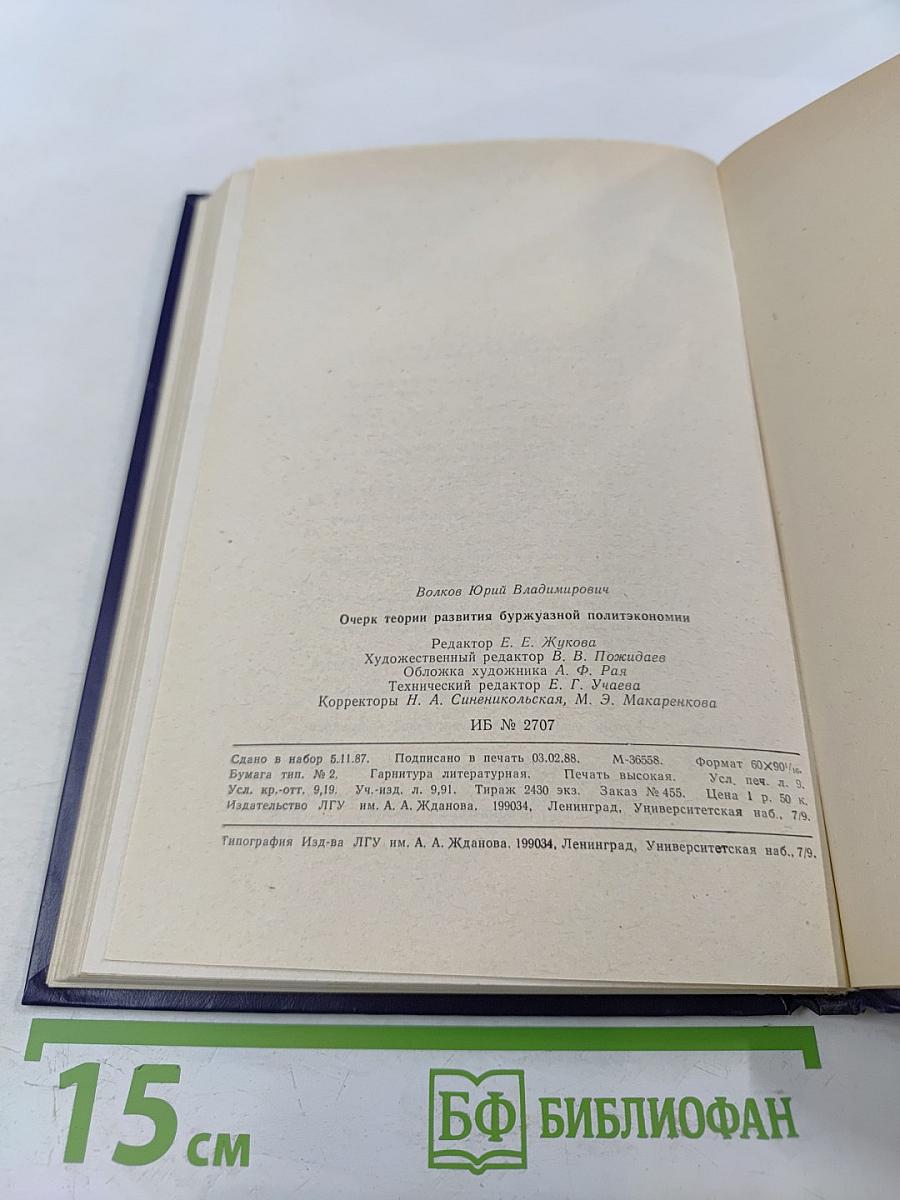 Волков Юрий Владимирович
Очерк теории развития буржуазной политэкономии
Редактор Е. Е. Жукова
Художественный редактор В. В. Пожидаев
Обложка художника А. Ф. Рая
Технический редактор Е. Г. Учаева
Корректоры Н. А. Синеникольская, М. Э. Макаренкова
ИБ № 2707
Сдано в набор 5.11.87. Подписано в печать 03.02.88. М-36558. Формат 60×90¹/₁₆.
Бумага тип. № 2. Гарнитура литературная. Печать высокая. Усл. печ. л. 9.
Усл. кр.-отт. 9,19. Уч.-изд. л. 9,91. Тираж 2430 экз. Заказ № 455. Цена 1 р. 50 к.
Издательство ЛГУ им. А. А. Жданова. 199034, Ленинград, Университетская наб., 7/9.
Типография Изд-ва ЛГУ им. А. А. Жданова. 199034, Ленинград, Университетская наб., 7/9.
15 см
БФ БИБЛИОФАН